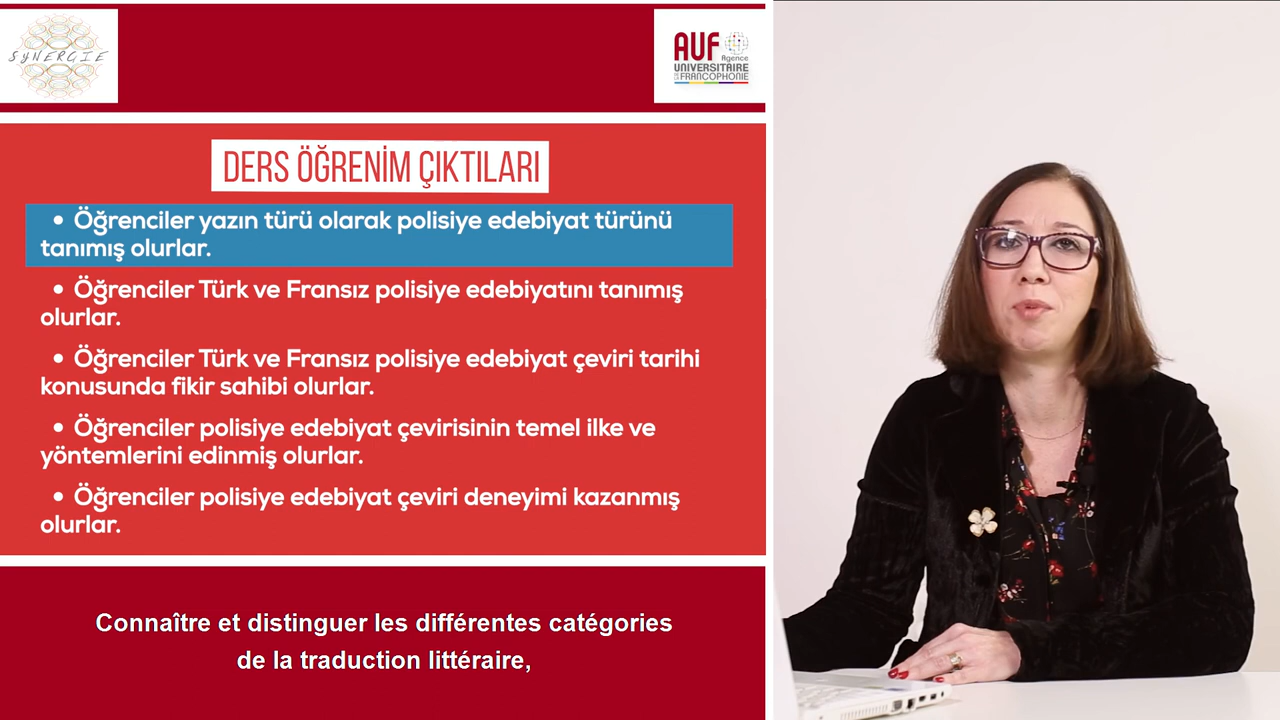 SYNERGIE
AUF
Agence
UNIVERSITAIRE
DE LA FRANCOPHONIE
DERS ÖĞRENİM ÇIKTILARI
• Öğrenciler yazın türü olarak polisiye edebiyat türünü
tanımış olurlar.
• Öğrenciler Türk ve Fransız polisiye edebiyatını tanımış
olurlar.
• Öğrenciler Türk ve Fransız polisiye edebiyat çeviri tarihi
konusunda fikir sahibi olurlar.
• Öğrenciler polisiye edebiyat çevirisinin temel ilke ve
yöntemlerini edinmiş olurlar.
• Öğrenciler polisiye edebiyat çeviri deneyimi kazanmış
olurlar.
Connaître et distinguer les différentes catégories
de la traduction littéraire,